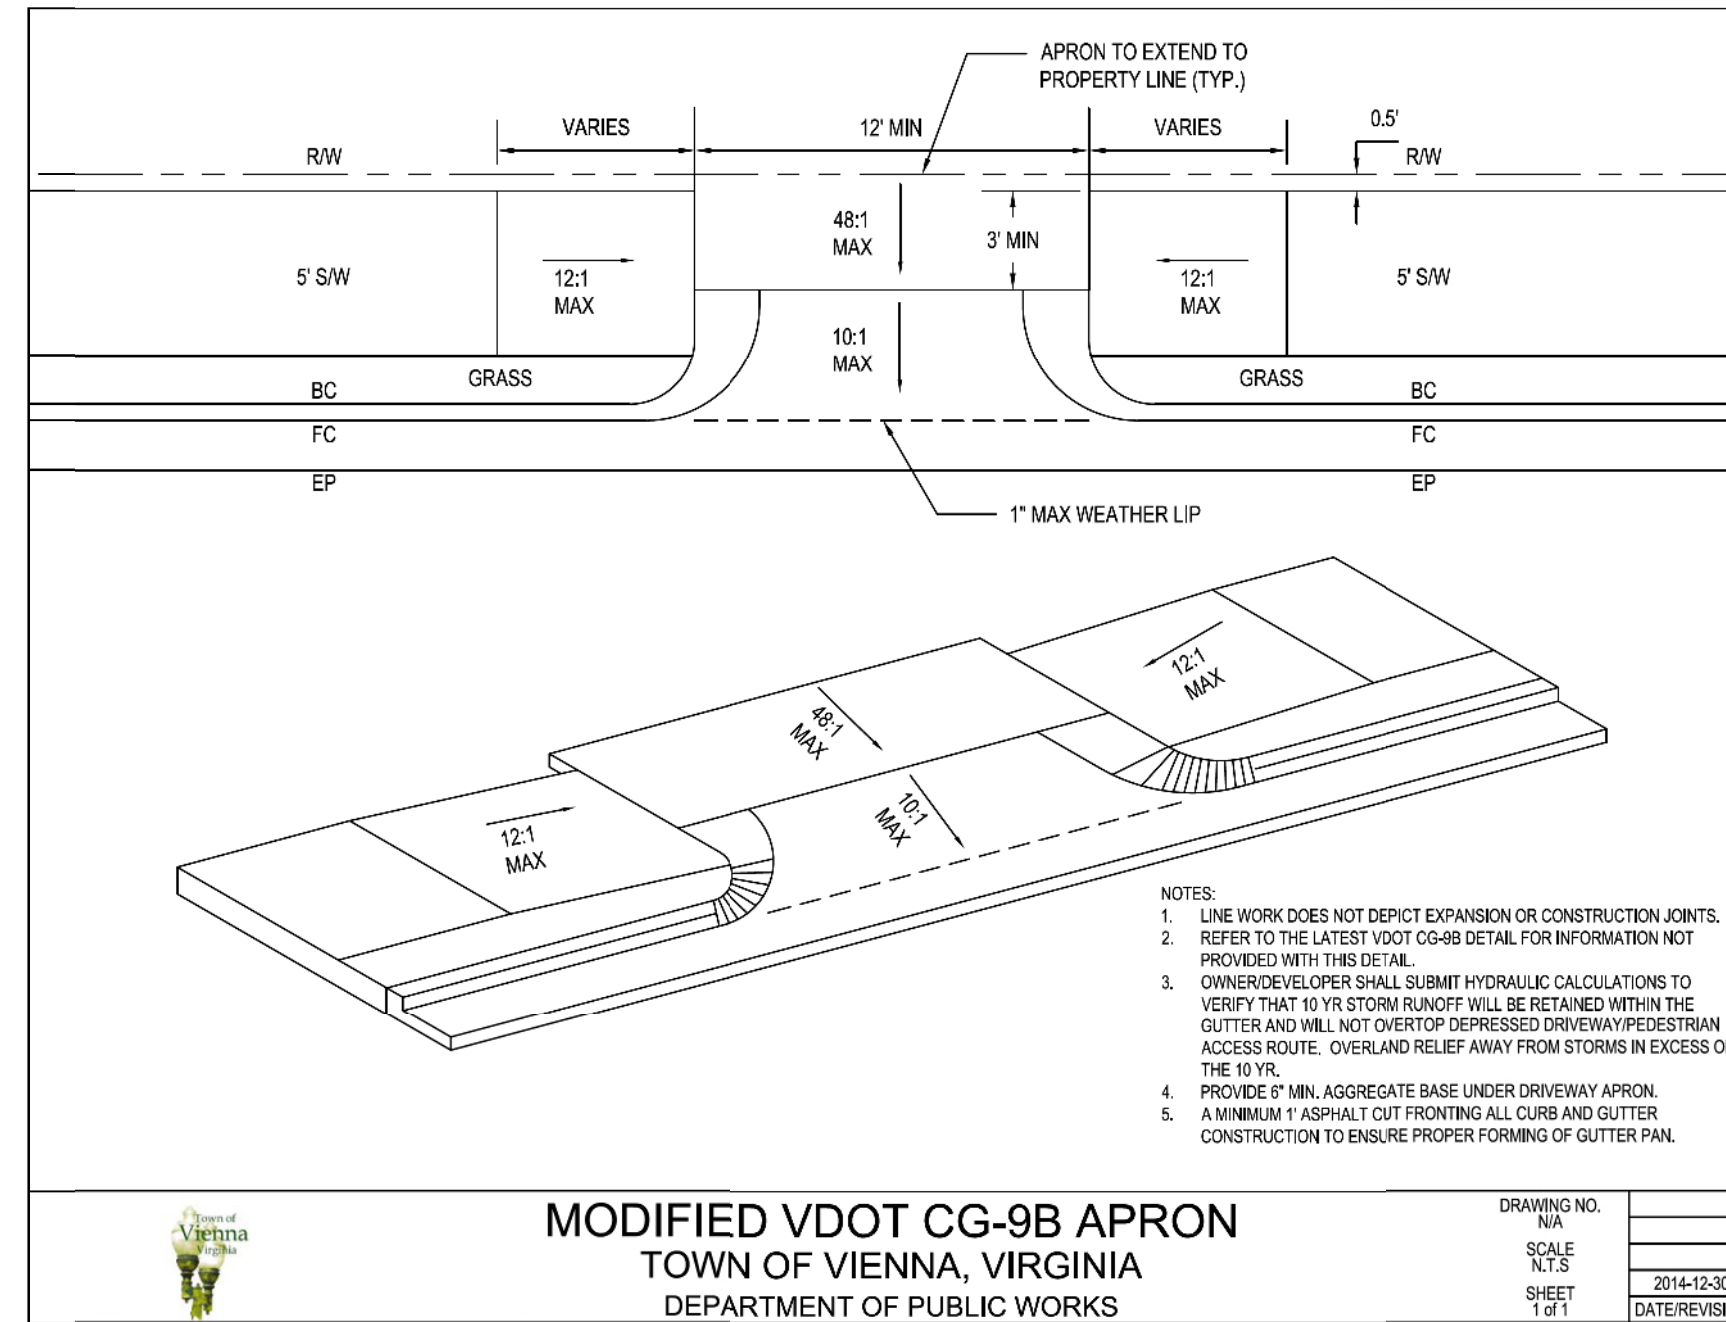 APRON TO EXTEND TO
PROPERTY LINE (TYP.)
VARIES
12' MIN
VARIES
0.5'
R/W
R/W
48:1
MAX
3' MIN
5' S/W
12:1
MAX
12:1
MAX
5' S/W
10:1
MAX
GRASS
GRASS
BC
BC
FC
FC
EP
EP
1" MAX WEATHER LIP
12:1
MAX
48:1
MAX
10:1
MAX
12:1
MAX
NOTES:
1. LINE WORK DOES NOT DEPICT EXPANSION OR CONSTRUCTION JOINTS.
2. REFER TO THE LATEST VDOT CG-9B DETAIL FOR INFORMATION NOT
PROVIDED WITH THIS DETAIL.
3. OWNER/DEVELOPER SHALL SUBMIT HYDRAULIC CALCULATIONS TO
VERIFY THAT 10 YR STORM RUNOFF WILL BE RETAINED WITHIN THE
GUTTER AND WILL NOT OVERTOP DEPRESSED DRIVEWAY/PEDESTRIAN
ACCESS ROUTE. OVERLAND RELIEF AWAY FROM STORMS IN EXCESS O
THE 10 YR.
4. PROVIDE 6" MIN. AGGREGATE BASE UNDER DRIVEWAY APRON.
5. A MINIMUM 1' ASPHALT CUT FRONTING ALL CURB AND GUTTER
CONSTRUCTION TO ENSURE PROPER FORMING OF GUTTER PAN.
Town of
Vienna
Virginia
MODIFIED VDOT CG-9B APRON
TOWN OF VIENNA, VIRGINIA
DEPARTMENT OF PUBLIC WORKS
DRAWING NO.
N/A
SCALE
N.T.S
SHEET
1 of 1
2014-12-30
DATE/REVISI